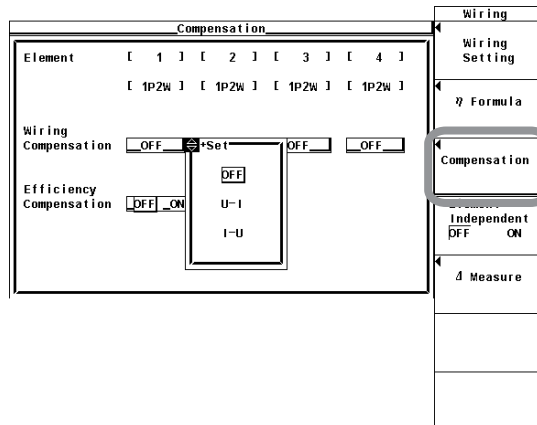 Compensation
Element [ 1 ] [ 2 ] [ 3 ] [ 4 ]
[ 1P2W ] [ 1P2W ] [ 1P2W ] [ 1P2W ]
Wiring
Compensation OFF +Set OFF OFF
OFF
Efficiency
Compensation OFF ON U-I
I-U
Wiring
Wiring
Setting
η Formula
Compensation
Independent
OFF ON
Δ Measure